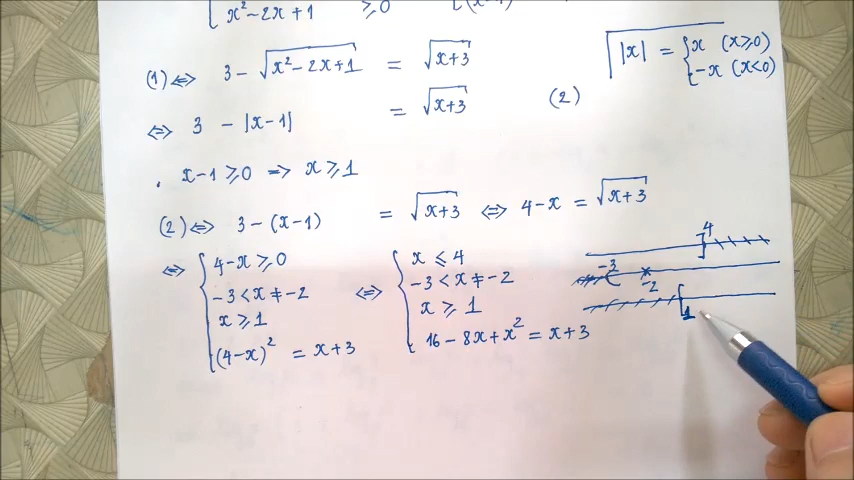 x²-2x+1 ⩾0
|x| = { x (x⩾0)
-x (x<0)
(1) ⇔ 3 - √(x²-2x+1) = √(x+3)
⇔ 3 - |x-1| = √(x+3) (2)
. x-1 ⩾0 ⇒ x ⩾1
(2) ⇔ 3-(x-1) = √(x+3) ⇔ 4-x = √(x+3)
⇔ { 4-x ⩾0 ⇔ { x ⩽ 4
-3 < x ≠ -2 -3 < x ≠ -2
x ⩾ 1 x ⩾ 1
(4-x)² = x+3 16-8x+x² = x+3
4
-3 -2
1